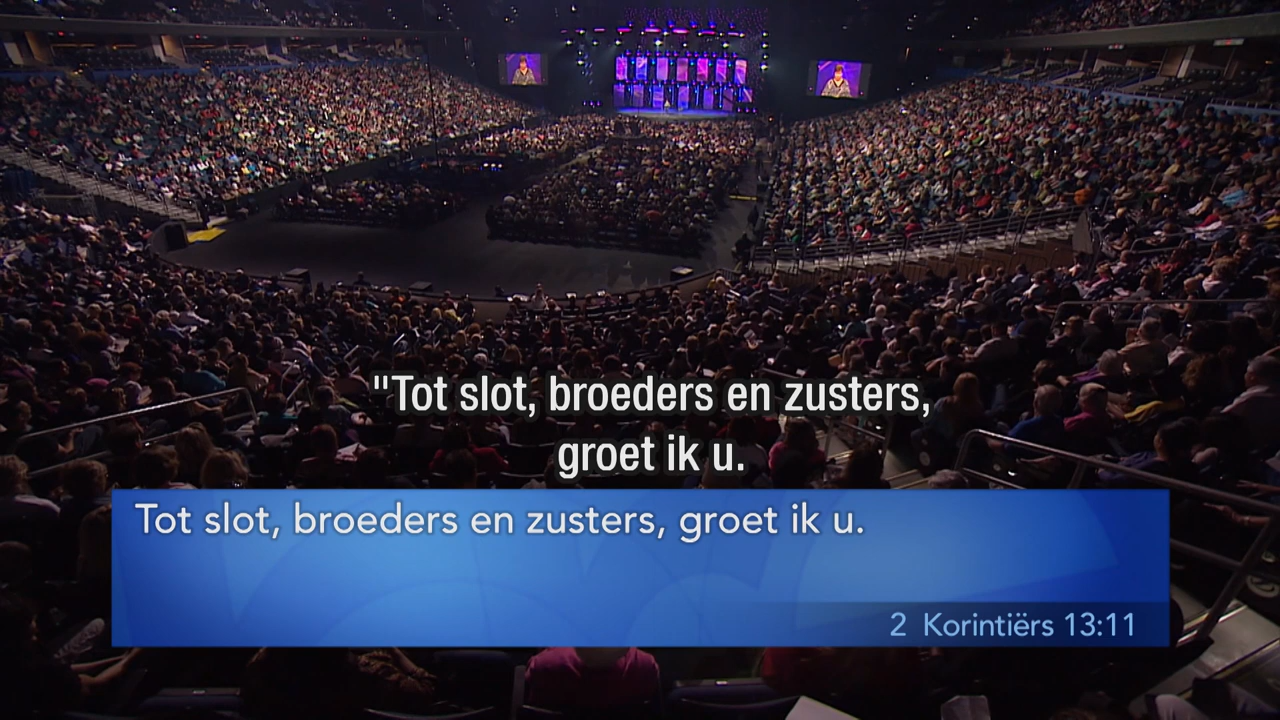 "Tot slot, broeders en zusters,
groet ik u.
Tot slot, broeders en zusters, groet ik u.
2 Korintiërs 13:11